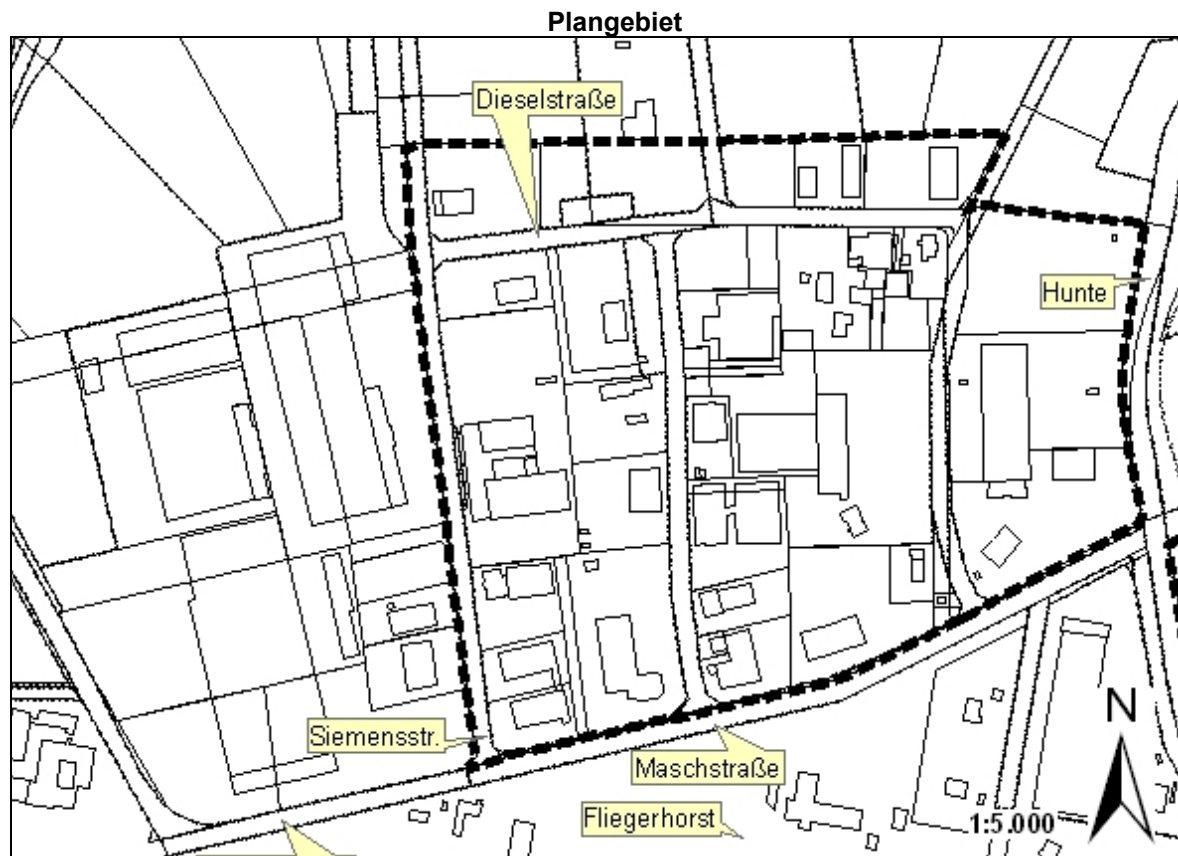 Plangebiet
Dieselstraße
Hunte
Siemensstr.
Maschstraße
Fliegerhorst
N
1:5.000